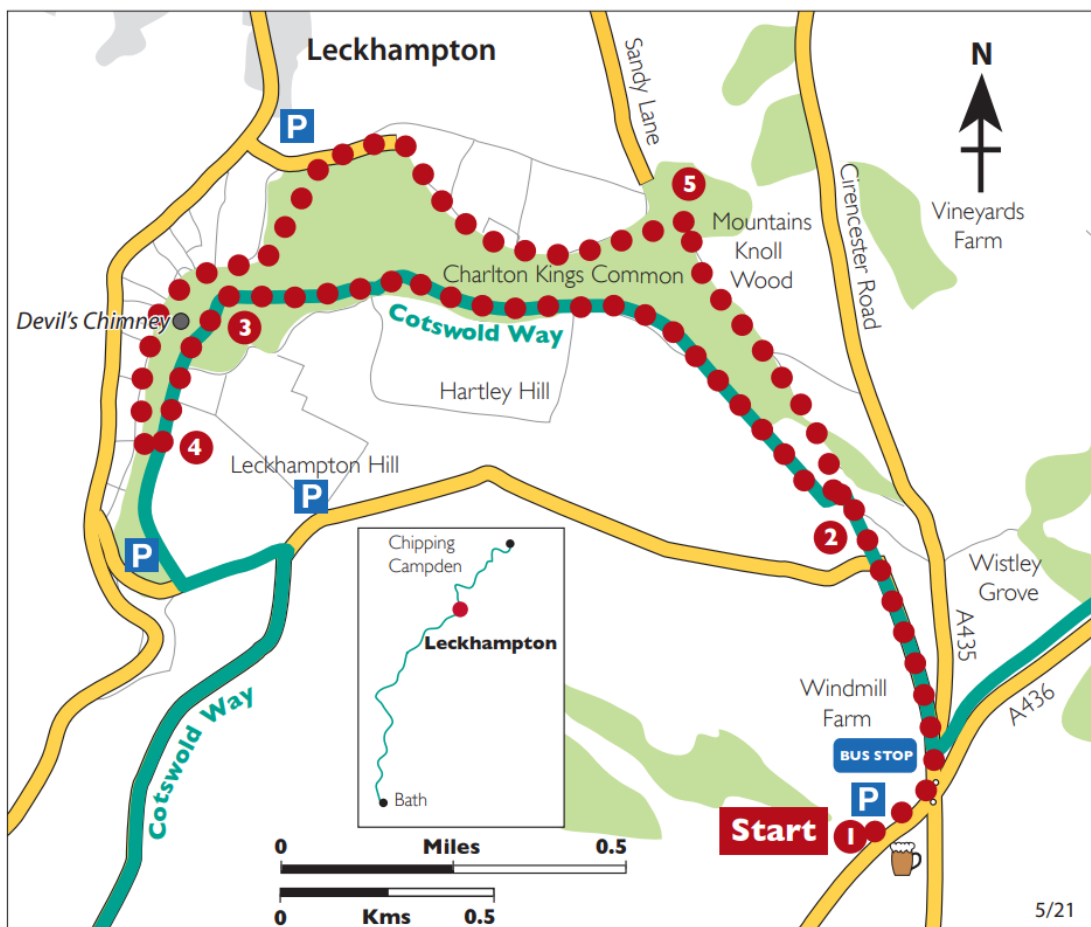 Leckhampton
P
Sandy Lane
N
Cirencester Road
Vineyards
Farm
5
Mountains
Knoll
Wood
Charlton Kings Common
Devil's Chimney
3
Cotswold Way
Hartley Hill
4
Leckhampton Hill
P
P
2
Wistley
Grove
A435
A436
Chipping
Campden
Leckhampton
Bath
Windmill
Farm
BUS STOP
P
Start
1
Cotswold Way
0 Miles 0.5
0 Kms 0.5
5/21